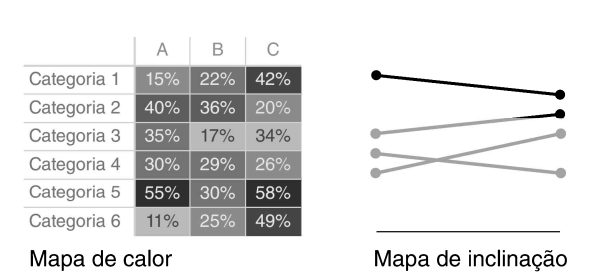 A B C
Categoria 1 15% 22% 42%
Categoria 2 40% 36% 20%
Categoria 3 35% 17% 34%
Categoria 4 30% 29% 26%
Categoria 5 55% 30% 58%
Categoria 6 11% 25% 49%
Mapa de calor
Mapa de inclinação